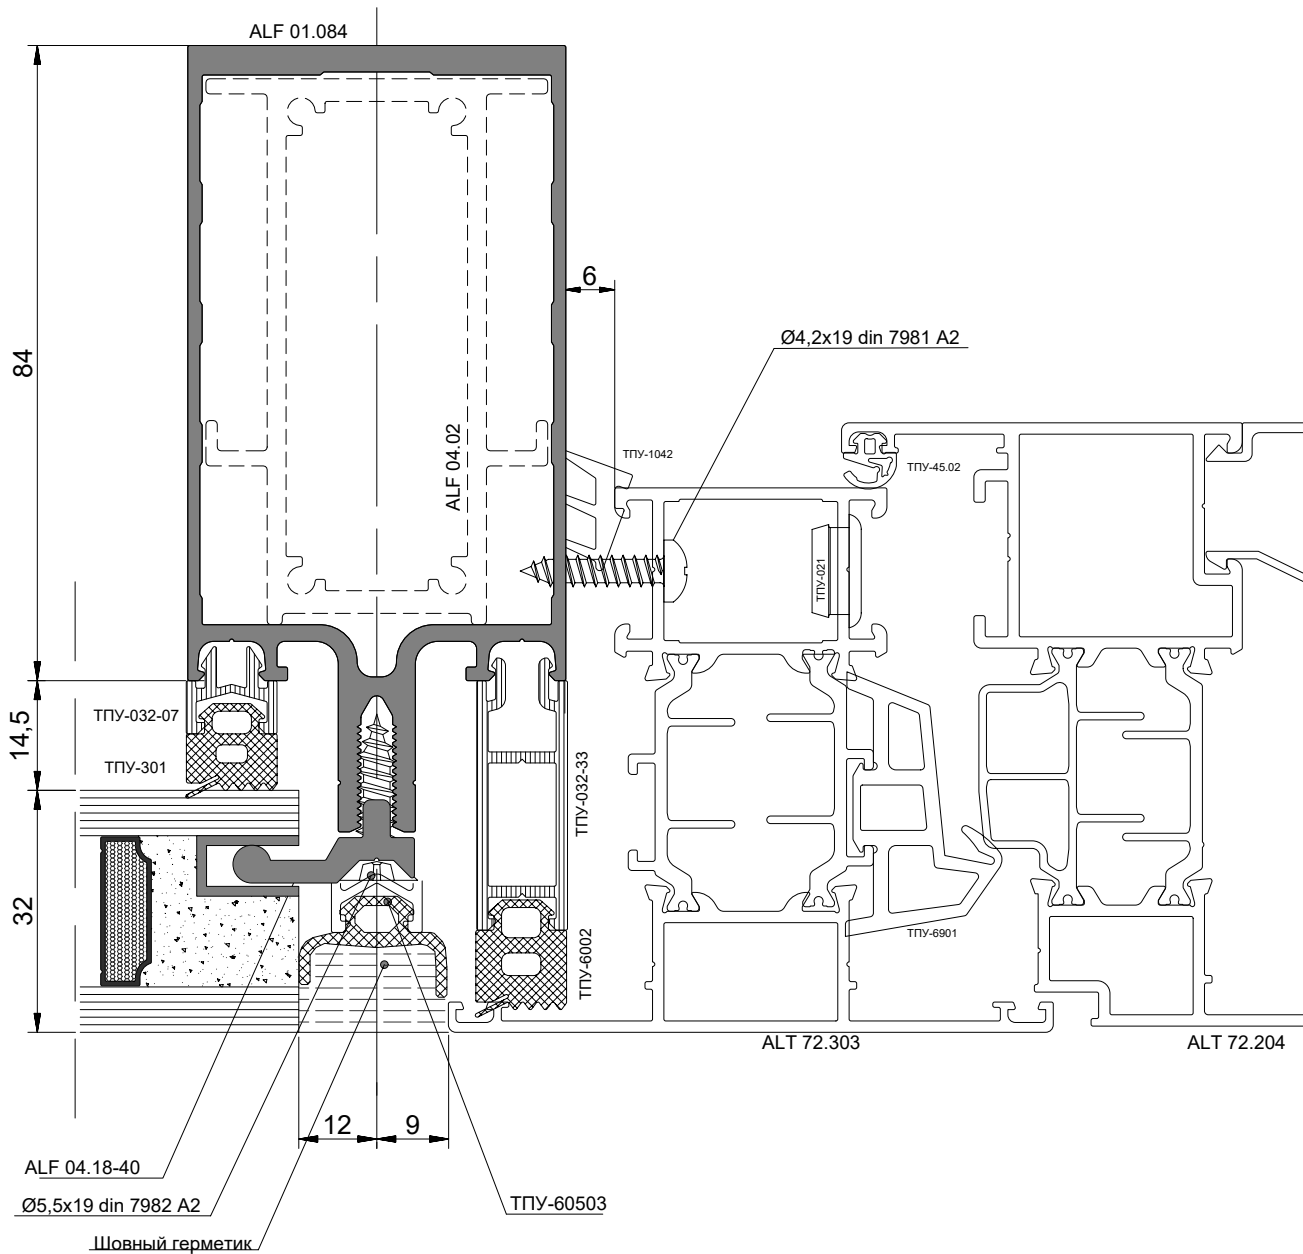 ALF 01.084
84
6
Ø4,2x19 din 7981 A2
ALF 04.02
ТПУ-1042
ТПУ-45.02
ТПУ-021
14,5
ТПУ-032-07
ТПУ-301
ТПУ-032-33
32
ТПУ-6002
ТПУ-6901
ALT 72.303
ALT 72.204
12
9
ALF 04.18-40
Ø5,5x19 din 7982 A2
ТПУ-60503
Шовный герметик